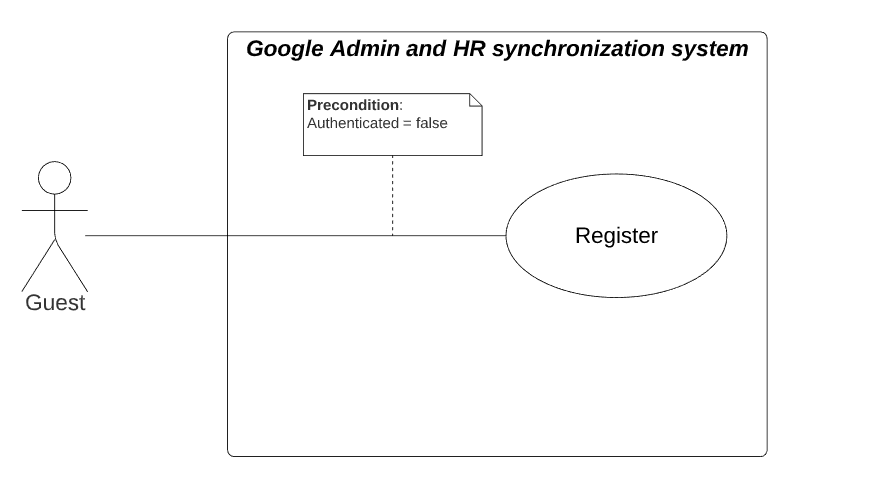 Google Admin and HR synchronization system
Precondition:
Authenticated = false
Register
Guest